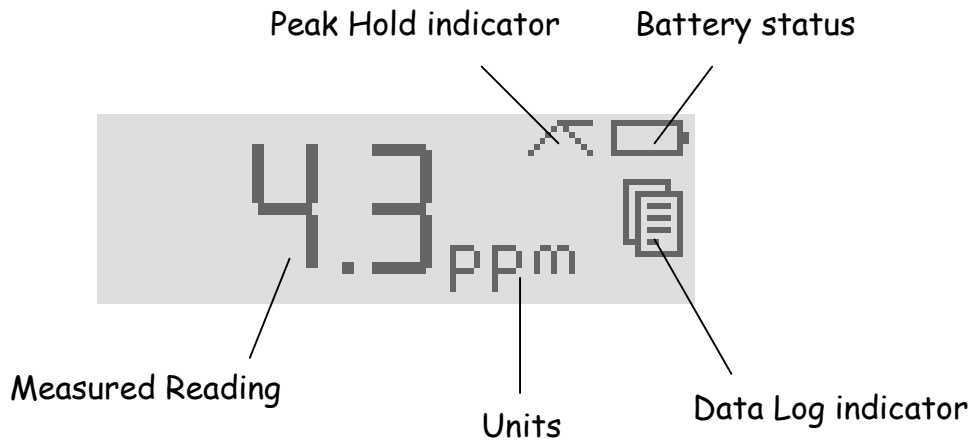 Peak Hold indicator
Battery status
4.3 ppm
Measured Reading
Units
Data Log indicator